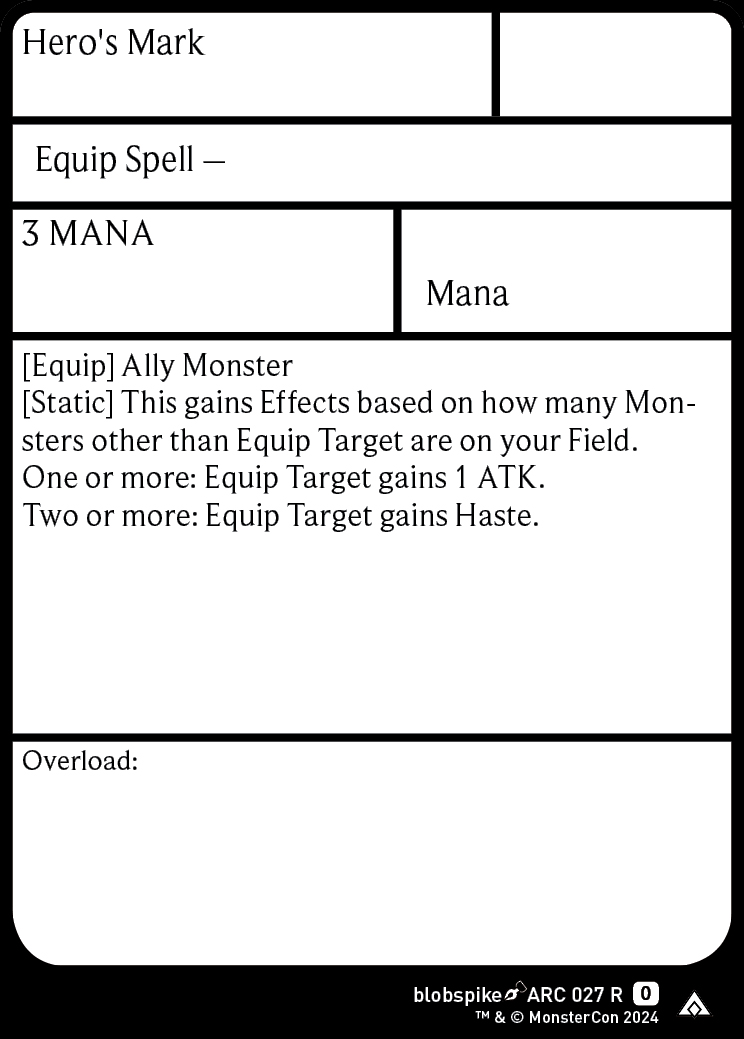 Hero's Mark
Equip Spell —
3 MANA
Mana
[Equip] Ally Monster
[Static] This gains Effects based on how many Mon-
sters other than Equip Target are on your Field.
One or more: Equip Target gains 1 ATK.
Two or more: Equip Target gains Haste.
Overload:
blobspike ARC 027 R 0
™ & © MonsterCon 2024